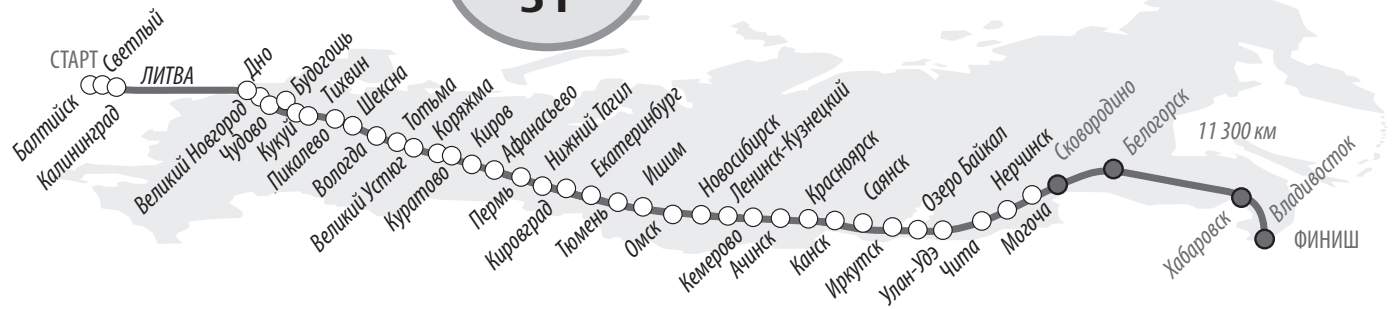 31
СТАРТ
Балтийск
Светлый
Калининград
ЛИТВА
Дно
Великий Новгород
Чудово
Будогощь
Кукуй
Тихвин
Пикалево
Шексна
Вологда
Тотьма
Великий Устюг
Коряжма
Куратово
Киров
Афанасьево
Пермь
Нижний Тагил
Кировград
Екатеринбург
Тюмень
Ишим
Омск
Новосибирск
Кемерово
Ленинск-Кузнецкий
Ачинск
Красноярск
Канск
Саянск
Иркутск
Озеро Байкал
Улан-Удэ
Чита
Нерчинск
Могоча
Сковородино
Белогорск
11 300 км
Хабаровск
Владивосток
ФИНИШ